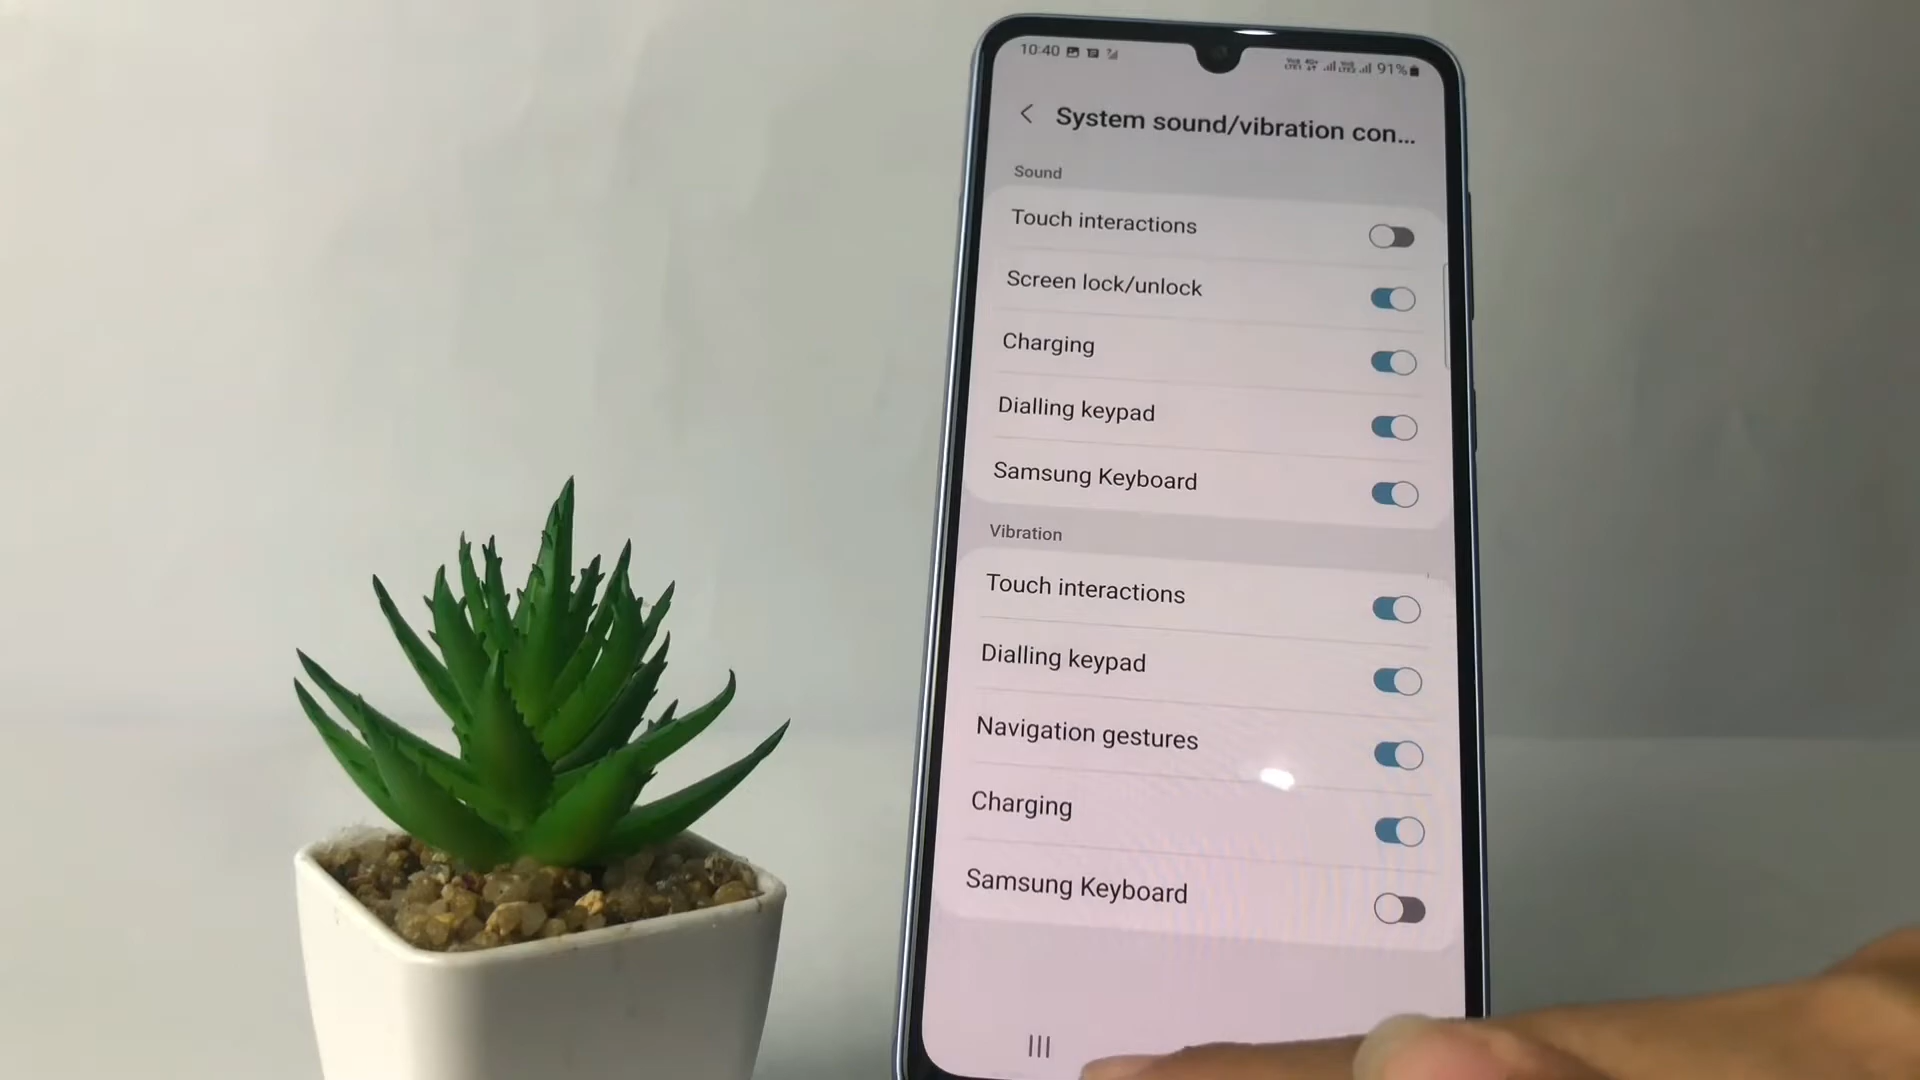 10:40
91%
System sound/vibration con...
Sound
Touch interactions
Screen lock/unlock
Charging
Dialling keypad
Samsung Keyboard
Vibration
Touch interactions
Dialling keypad
Navigation gestures
Charging
Samsung Keyboard